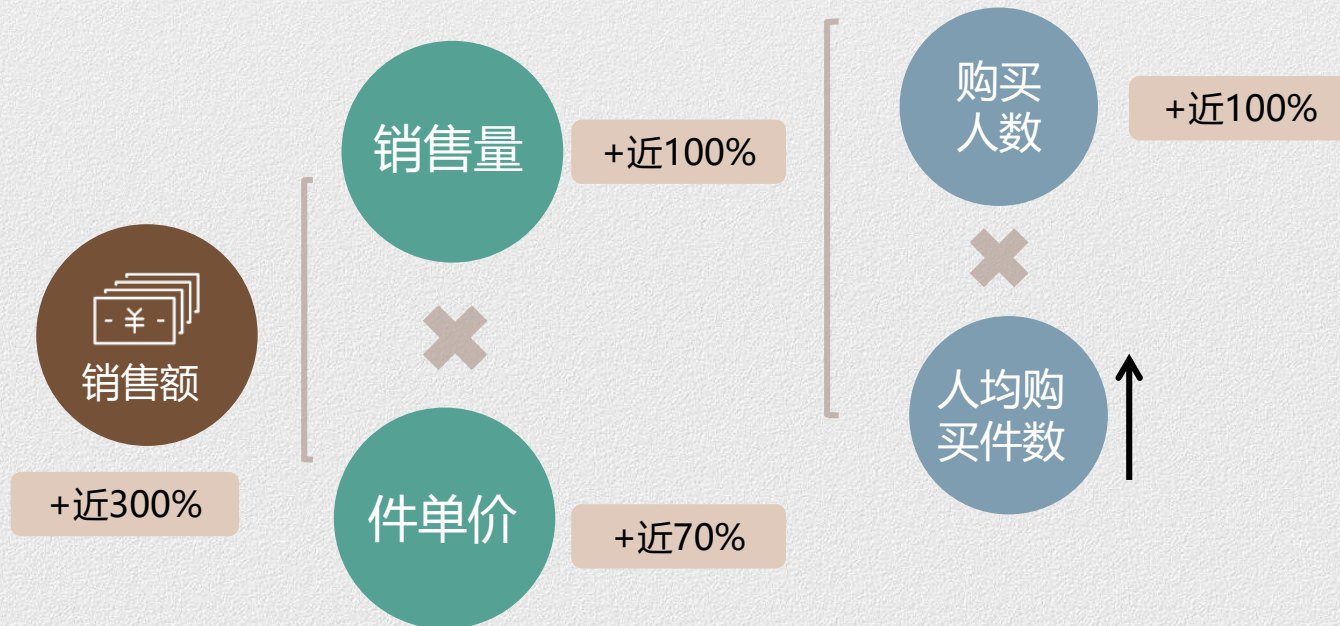 - ¥ -
销售额
+近300%
销售量
+近100%
件单价
+近70%
购买
人数
+近100%
人均购
买件数